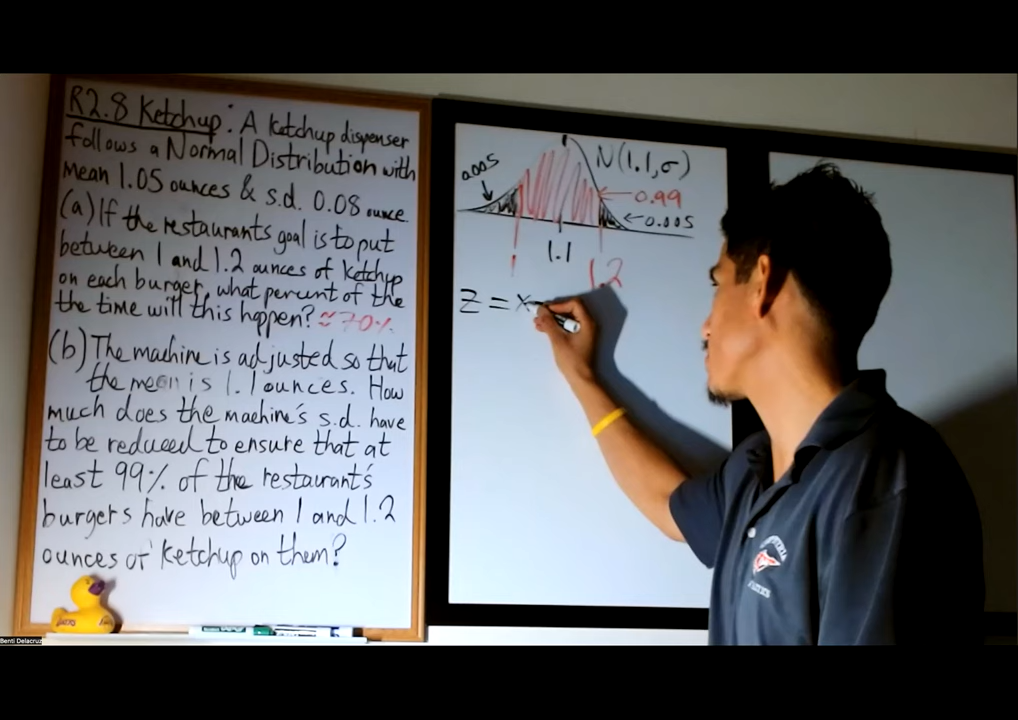 R2.8 Ketchup: A ketchup dispenser
follows a Normal Distribution with
mean 1.05 ounces & s.d. 0.08 ounce.
(a) If the restaurants goal is to put
between 1 and 1.2 ounces of ketchup
on each burger, what percent of the
the time will this happen? ≈70%
(b) The machine is adjusted so that
the mean is 1.1 ounces. How
much does the machine's s.d. have
to be reduced to ensure that at
least 99% of the restaurant's
burgers have between 1 and 1.2
ounces of ketchup on them?
0.005
N(1.1,σ)
←0.99
←0.005
1.1
1
1.2
Z = x-
Benti Delacruz